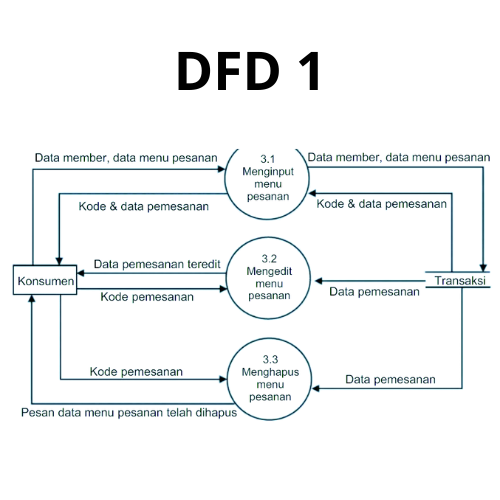 DFD 1
Data member, data menu pesanan
3.1
Menginput
menu
pesanan
Data member, data menu pesanan
Kode & data pemesanan
Kode & data pemesanan
Konsumen
Data pemesanan teredit
Kode pemesanan
3.2
Mengedit
menu
pesanan
Data pemesanan
Transaksi
Kode pemesanan
3.3
Menghapus
menu
pesanan
Data pemesanan
Pesan data menu pesanan telah dihapus